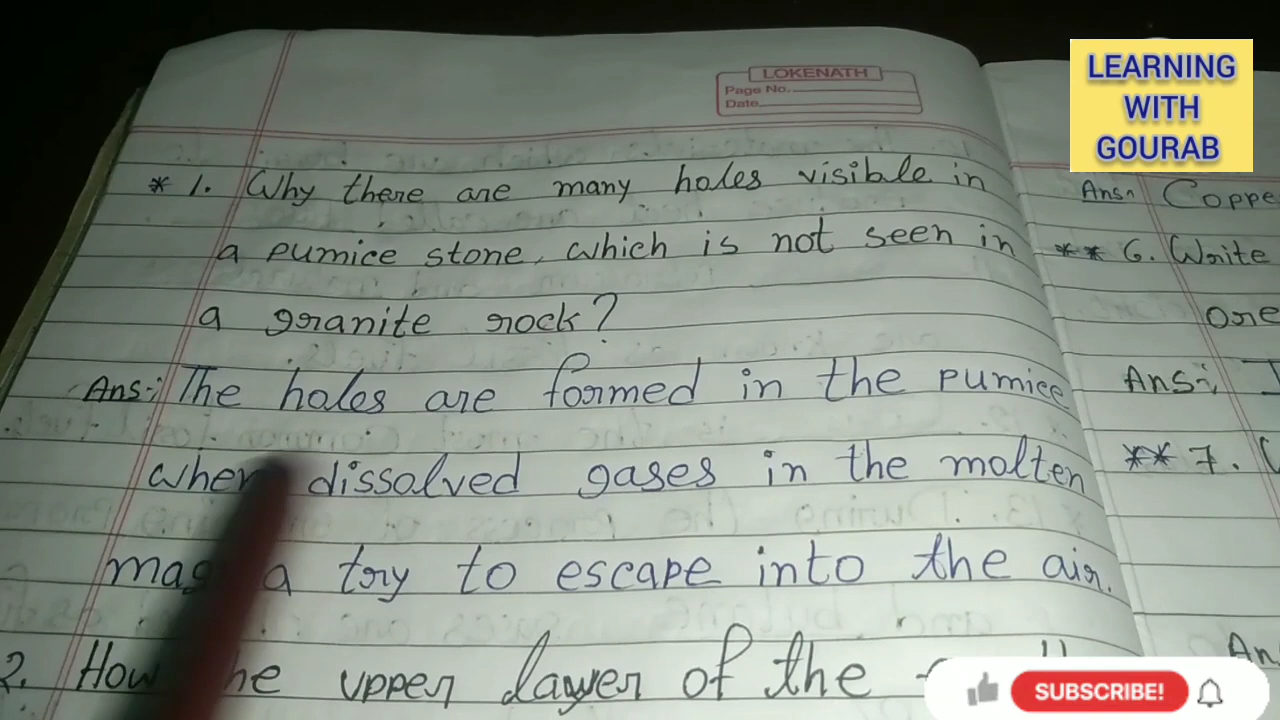 LEARNING
WITH
GOURAB
LOKENATH
Page No.
Date
* 1. Why there are many holes visible in
a pumice stone, which is not seen in
a granite rock?
Ans:- The holes are formed in the pumice
when dissolved gases in the molten
try to escape into the air.
2. How the upper layer of the
Ans:
** 6. Write
ore
Ans:-
** 7.
SUBSCRIBE!